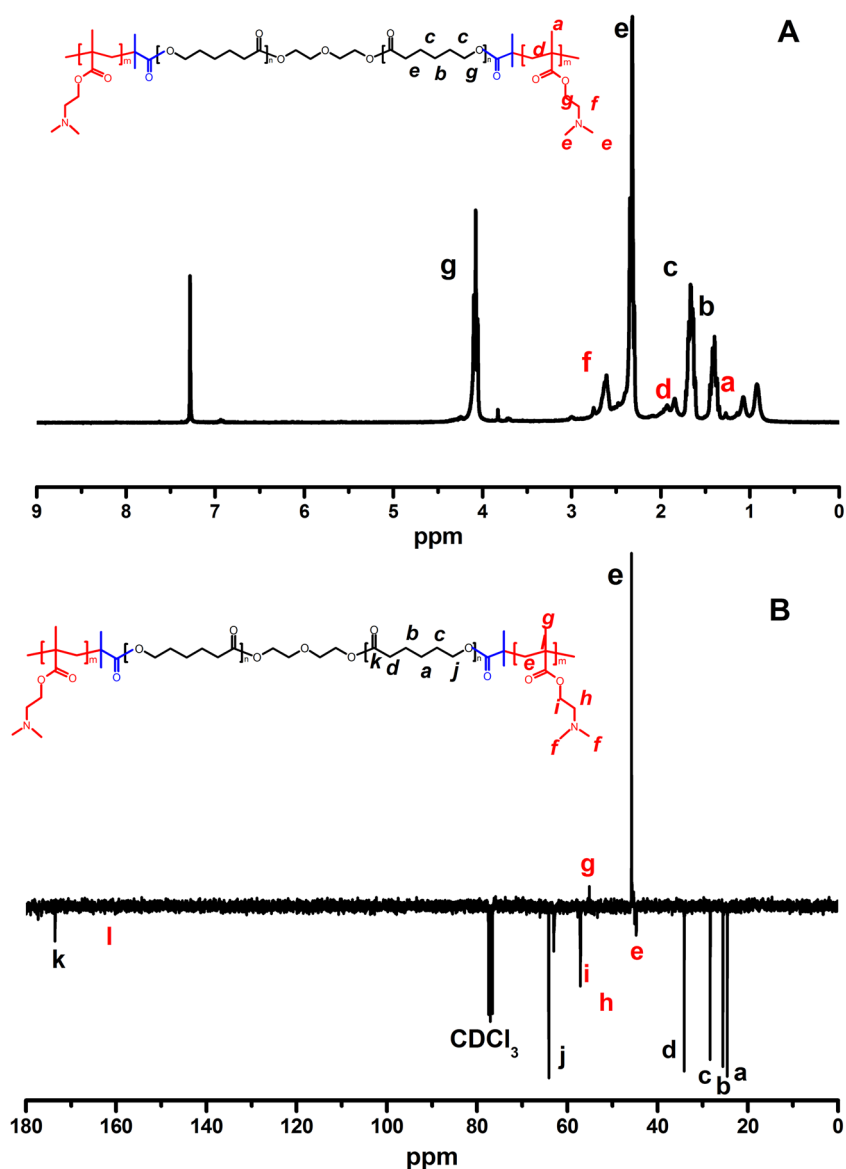 A
e
a
c c
d
O O O O O O
[ ]m [ ]n [ ]n [ ]m
e b g
O O O O
g f
N N
e e
g
c
b
f
d
a
9 8 7 6 5 4 3 2 1 0
ppm
B
e
g
b c
O O O O O O
[ ]m [ ]n [ ]n [ ]m
k d a j e
O O O O
i h
N N
f f
g
k
l
e
i
h
CDCl3
j
d
c
b
a
180 160 140 120 100 80 60 40 20 0
ppm